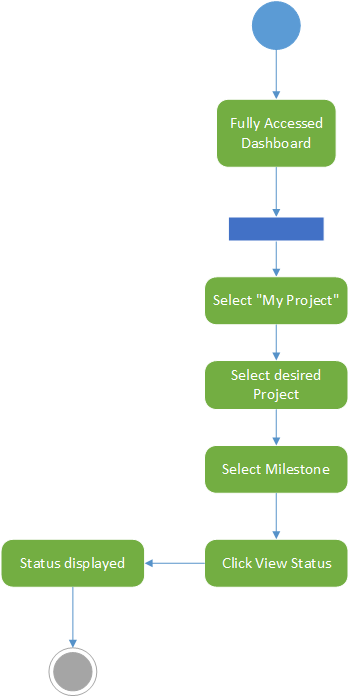 Fully Accessed
Dashboard
Select "My Project"
Select desired
Project
Select Milestone
Click View Status
Status displayed